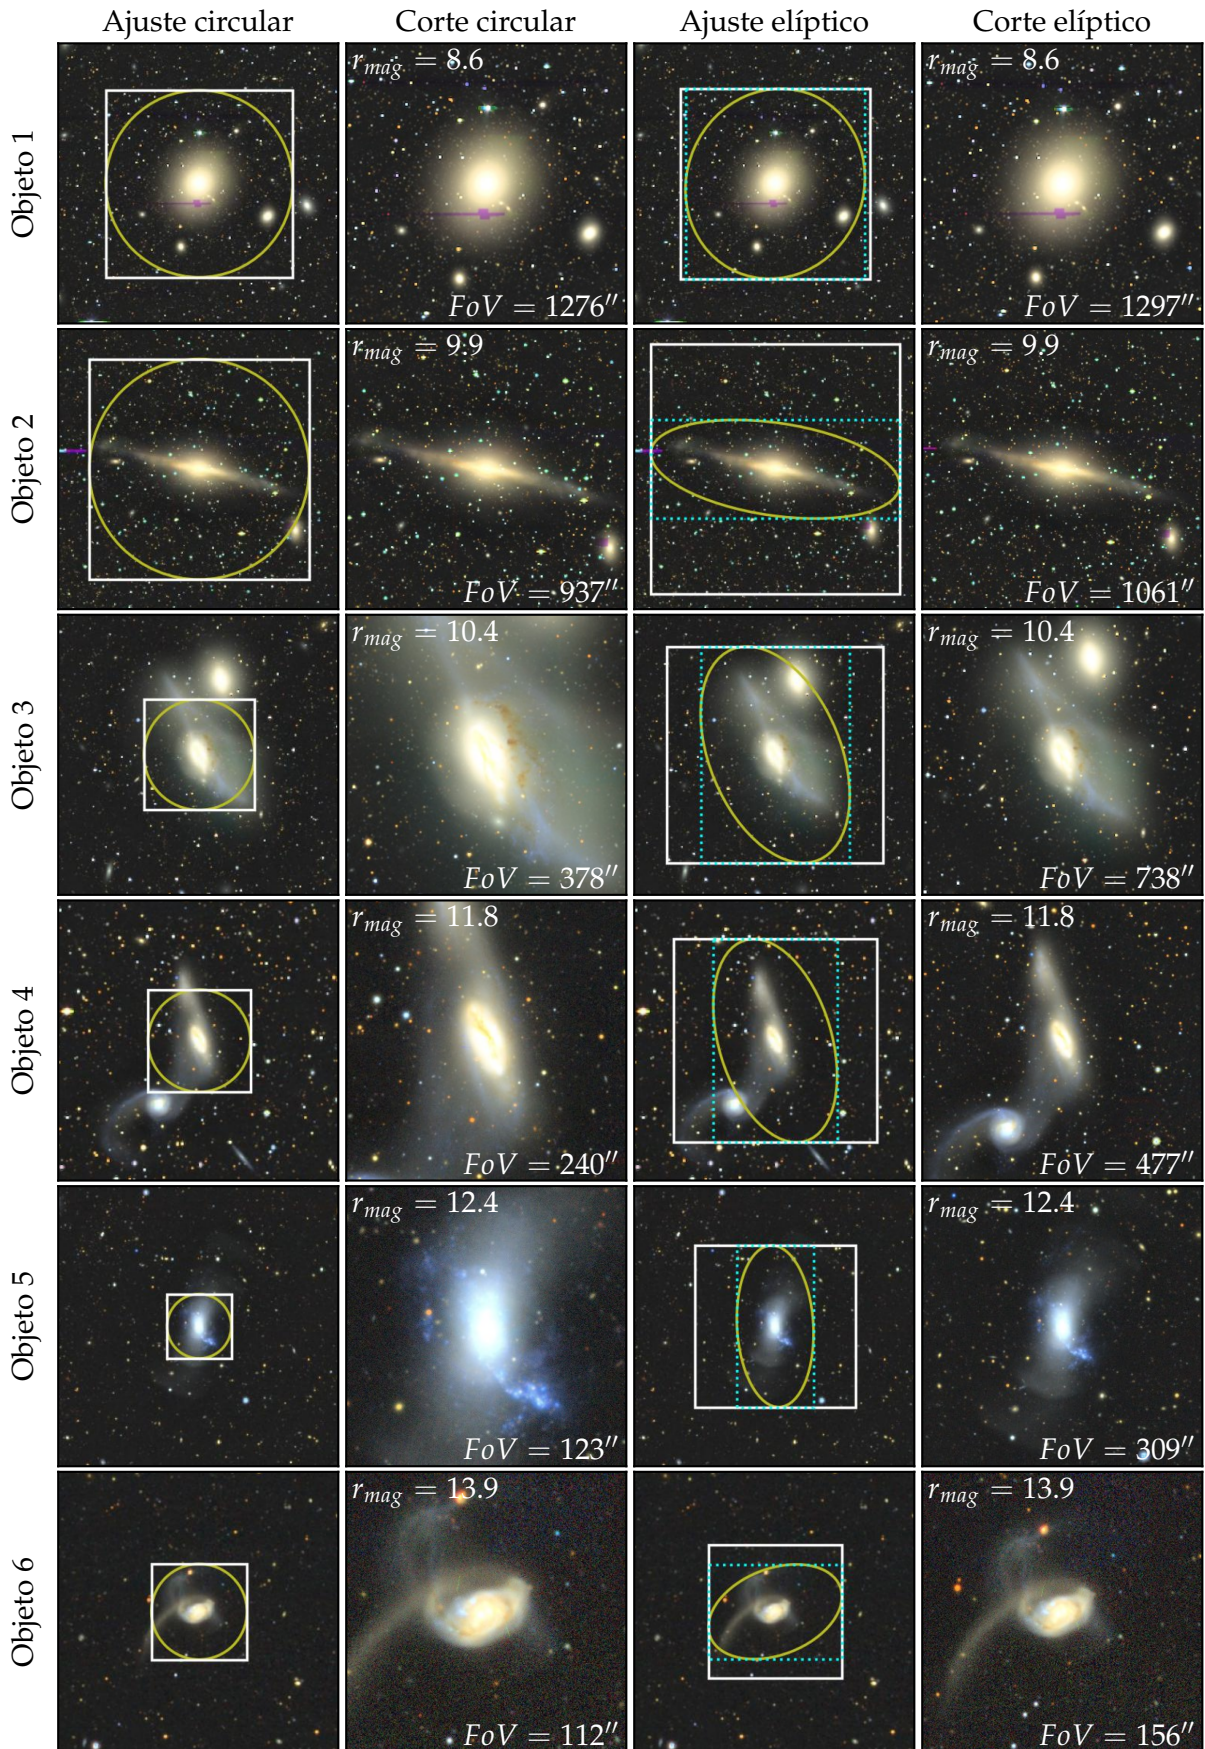 Ajuste circular Corte circular Ajuste elíptico Corte elíptico
Objeto 1
r_mag = 8.6
FoV = 1276″
r_mag = 8.6
FoV = 1297″
Objeto 2
r_mag = 9.9
FoV = 937″
r_mag = 9.9
FoV = 1061″
Objeto 3
r_mag = 10.4
FoV = 378″
r_mag = 10.4
FoV = 738″
Objeto 4
r_mag = 11.8
FoV = 240″
r_mag = 11.8
FoV = 477″
Objeto 5
r_mag = 12.4
FoV = 123″
r_mag = 12.4
FoV = 309″
Objeto 6
r_mag = 13.9
FoV = 112″
r_mag = 13.9
FoV = 156″